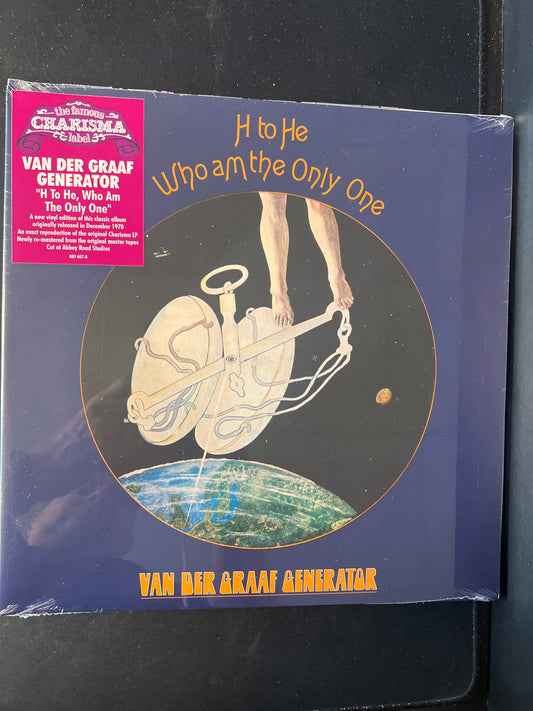 the famous
CHARISMA
label
VAN DER GRAAF
GENERATOR
"H To He, Who Am
The Only One"
A new vinyl edition of this classic album
originally released in December 1970
An exact reproduction of the original Charisma LP
Newly re-mastered from the original master tapes
Cut at Abbey Road Studios
089 667-8
H to He
Who am the Only One
VAN DER GRAAF GENERATOR